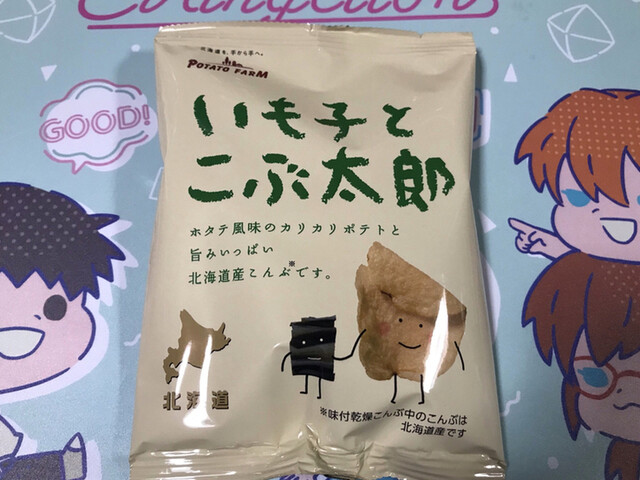 Evangelion
GOOD!
北海道を、手から手へ。
POTATO FARM
いも子と
こぶ太郎
ホタテ風味のカリカリポテトと
旨みいっぱい
北海道産こんぶ※です。
北海道
※味付乾燥こんぶ中のこんぶは
北海道産です